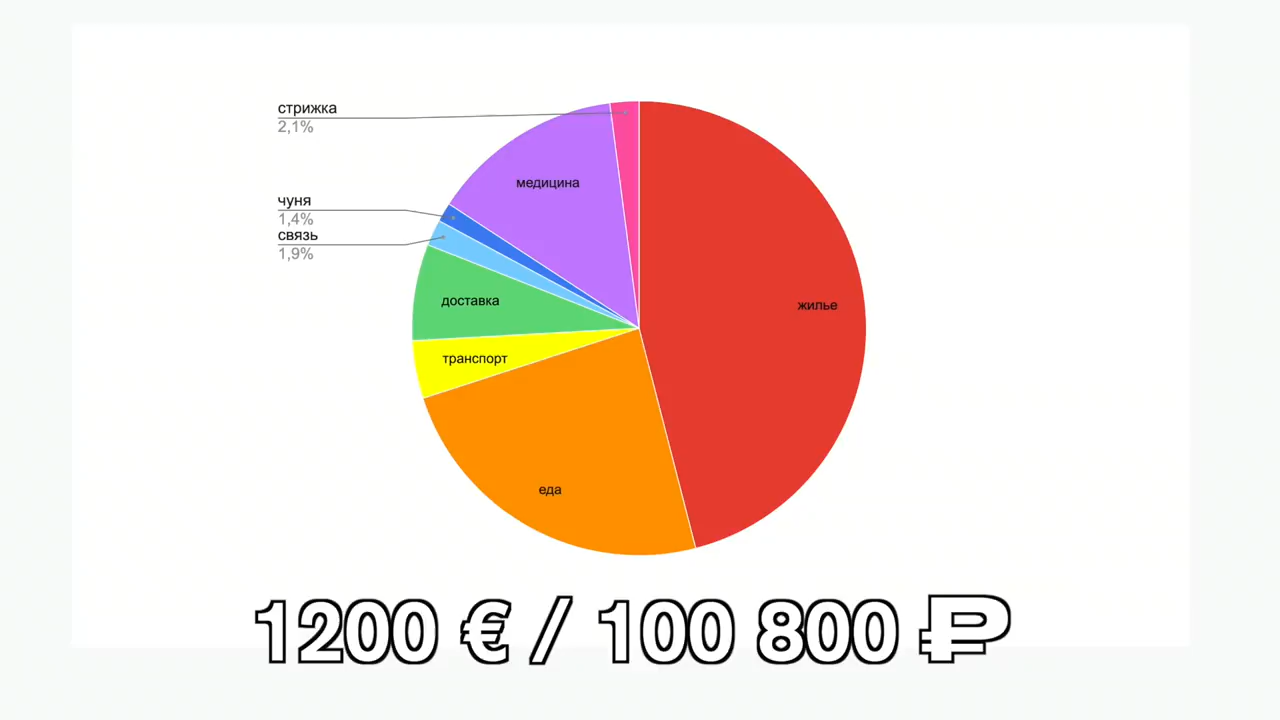 стрижка
2,1%
медицина
чуня
1,4%
связь
1,9%
доставка
жилье
транспорт
еда
1200 € / 100 800 ₽